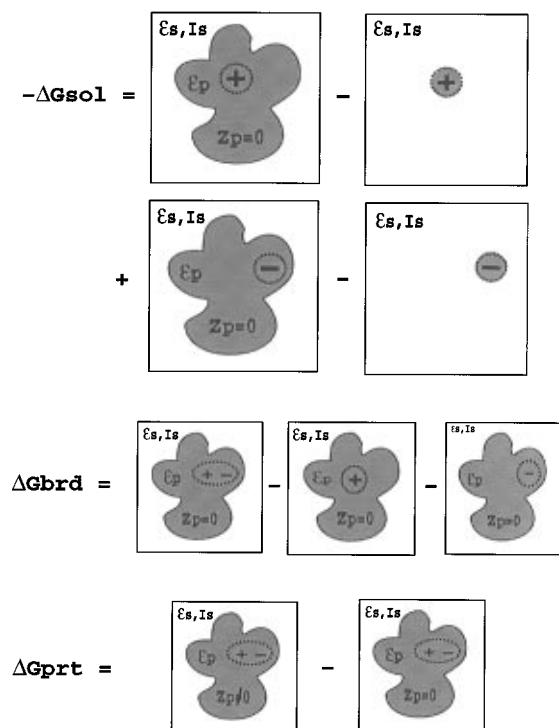 εs,Is εs,Is
-ΔGsol = εp + - +
Zp=0
εs,Is εs,Is
+ εp − - −
Zp=0
εs,Is εs,Is εs,Is
ΔGbrd = εp + − - εp + - εp −
Zp=0 Zp=0 Zp=0
εs,Is εs,Is
ΔGprt = εp + − - εp + −
Zp≠0 Zp=0